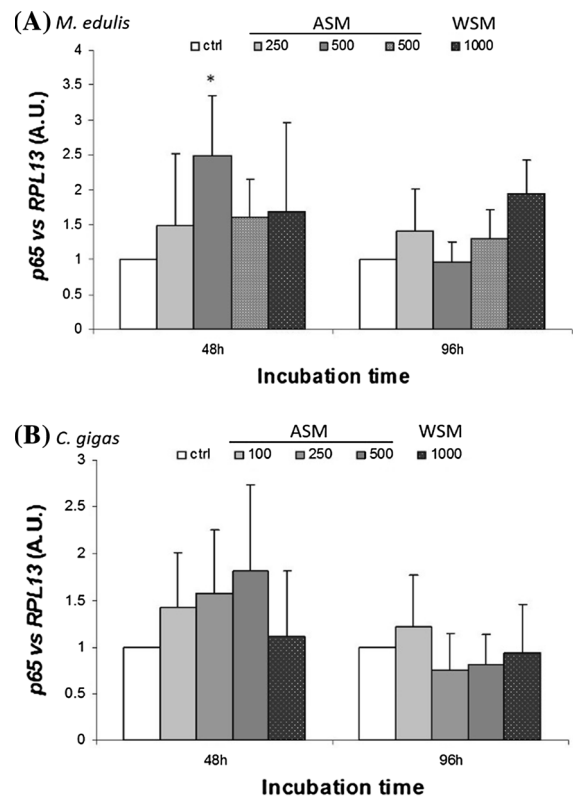 (A) M. edulis
ASM WSM
ctrl 250 500 500 1000
4
3.5
3
2.5
2
1.5
1
0.5
0
p65 vs RPL13 (A.U.)
*
48h 96h
Incubation time
(B) C. gigas
ASM WSM
ctrl 100 250 500 1000
3
2.5
2
1.5
1
0.5
0
p65 vs RPL13 (A.U.)
48h 96h
Incubation time